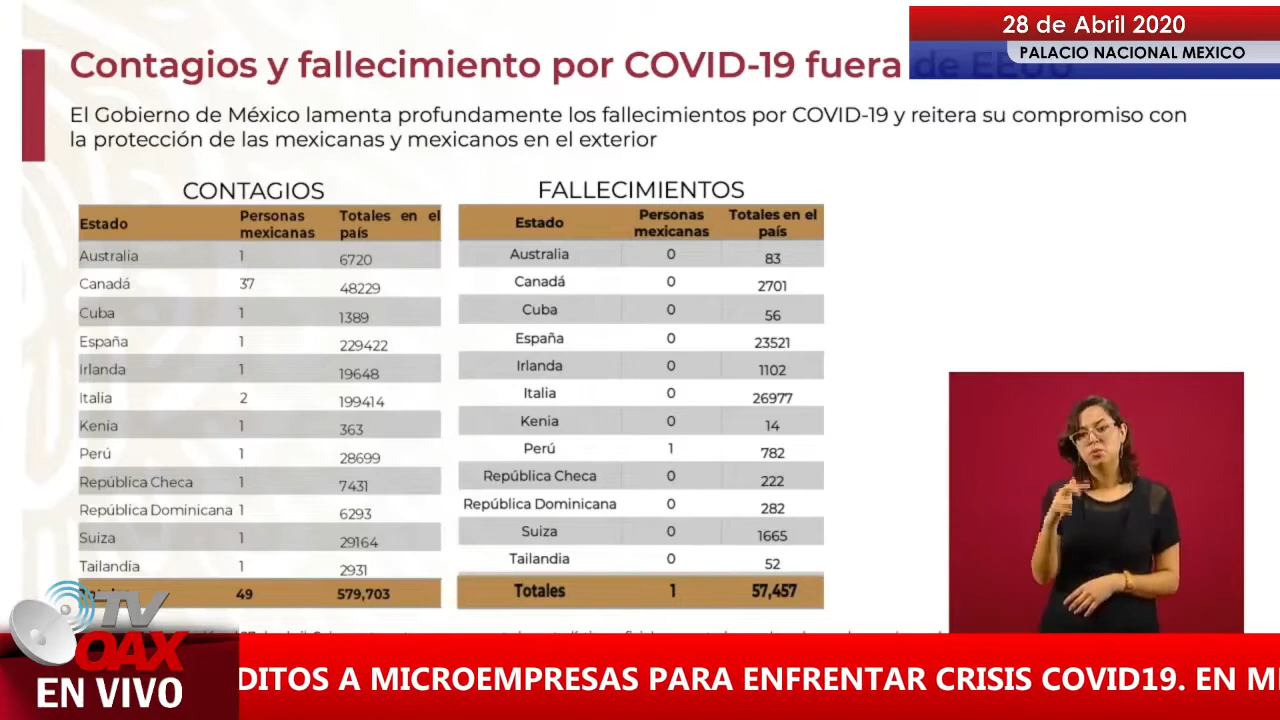 28 de Abril 2020
PALACIO NACIONAL MEXICO
Contagios y fallecimiento por COVID-19 fuera de EEUU
El Gobierno de México lamenta profundamente los fallecimientos por COVID-19 y reitera su compromiso con
la protección de las mexicanas y mexicanos en el exterior
CONTAGIOS
Estado Personas mexicanas Totales en el país
Australia 1 6720
Canadá 37 48229
Cuba 1 1389
España 1 229422
Irlanda 1 19648
Italia 2 199414
Kenia 1 363
Perú 1 28699
República Checa 1 7431
República Dominicana 1 6293
Suiza 1 29164
Tailandia 1 2931
49 579,703
FALLECIMIENTOS
Estado Personas mexicanas Totales en el país
Australia 0 83
Canadá 0 2701
Cuba 0 56
España 0 23521
Irlanda 0 1102
Italia 0 26977
Kenia 0 14
Perú 1 782
República Checa 0 222
República Dominicana 0 282
Suiza 0 1665
Tailandia 0 52
Totales 1 57,457
TV
OAX
EN VIVO
DITOS A MICROEMPRESAS PARA ENFRENTAR CRISIS COVID19. EN M